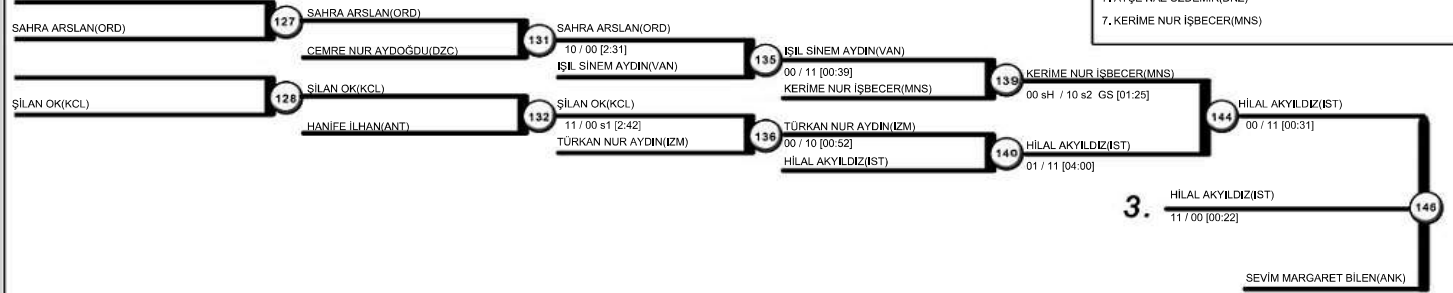 SAHRA ARSLAN(ORD)
127
SAHRA ARSLAN(ORD)
CEMRE NUR AYDOĞDU(DZC)
131
SAHRA ARSLAN(ORD)
10 / 00 [2:31]
IŞIL SİNEM AYDIN(VAN)
135
IŞIL SİNEM AYDIN(VAN)
00 / 11 [00:39]
KERİME NUR İŞBECER(MNS)
139
KERİME NUR İŞBECER(MNS)
00 sH / 10 s2 GS [01:25]
7. KERİME NUR İŞBECER(MNS)
ŞİLAN OK(KCL)
128
ŞİLAN OK(KCL)
HANİFE İLHAN(ANT)
132
ŞİLAN OK(KCL)
11 / 00 s1 [2:42]
TÜRKAN NUR AYDIN(IZM)
136
TÜRKAN NUR AYDIN(IZM)
00 / 10 [00:52]
HİLAL AKYILDIZ(IST)
140
HİLAL AKYILDIZ(IST)
01 / 11 [04:00]
144
HİLAL AKYILDIZ(IST)
00 / 11 [00:31]
3.
HİLAL AKYILDIZ(IST)
11 / 00 [00:22]
146
SEVİM MARGARET BİLEN(ANK)